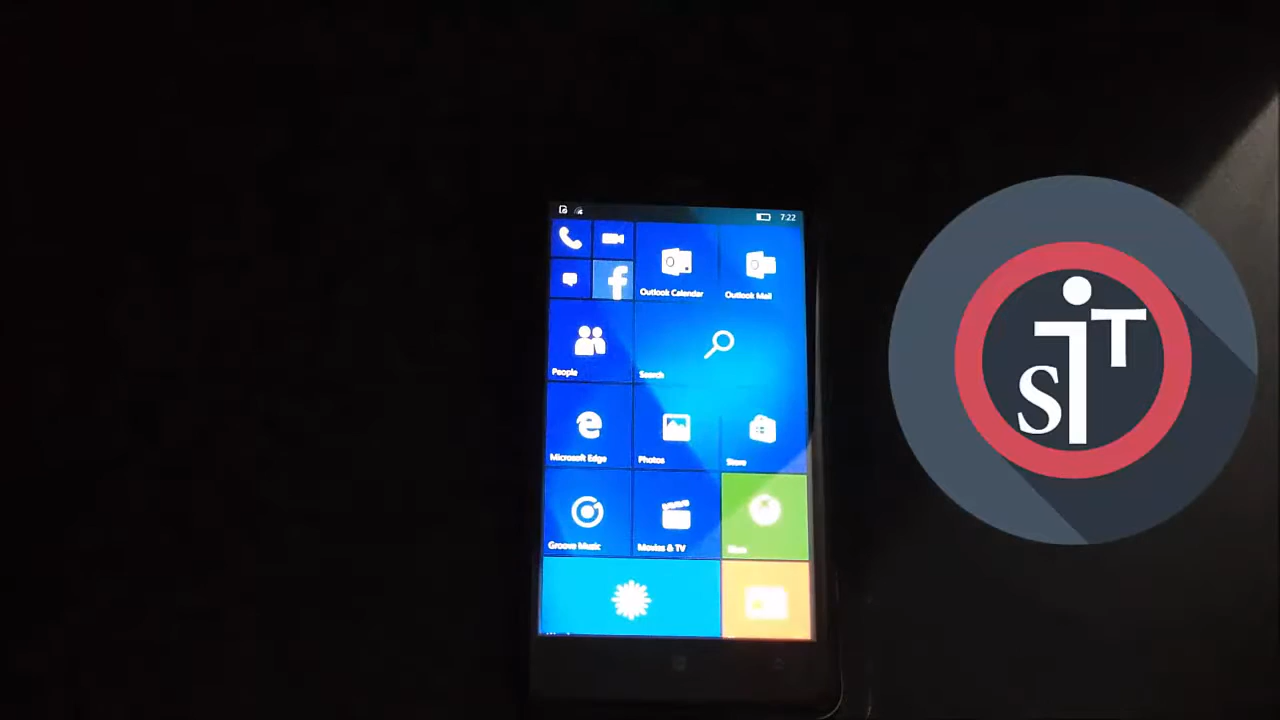 7:22
Outlook Calendar
Outlook Mail
People
Search
Microsoft Edge
Photos
Store
Groove Music
Movies & TV
S i T